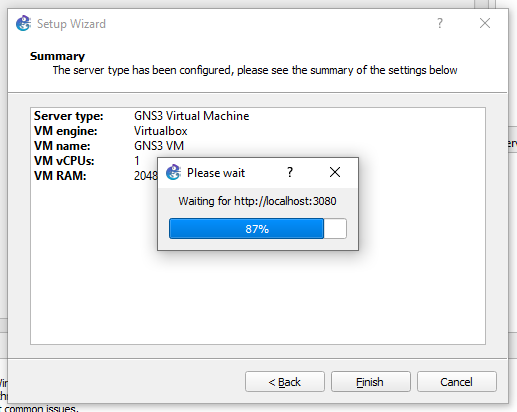 Setup Wizard
Summary
The server type has been configured, please see the summary of the settings below
Server type: GNS3 Virtual Machine
VM engine: Virtualbox
VM name: GNS3 VM
VM vCPUs: 1
VM RAM: 2048
Please wait
Waiting for http://localhost:3080
87%
< Back Finish Cancel
t common issues.